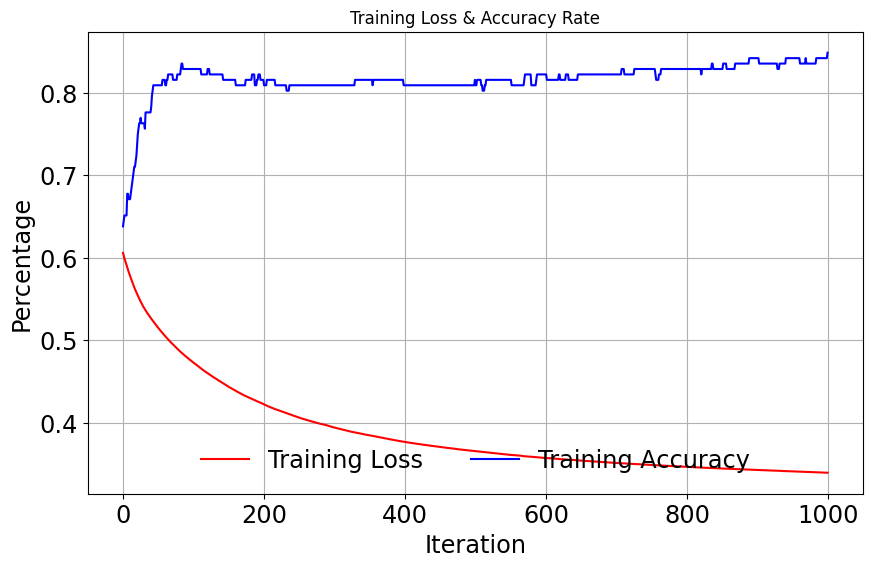 Training Loss & Accuracy Rate
Percentage
0.8
0.7
0.6
0.5
0.4
Training Loss
Training Accuracy
0 200 400 600 800 1000
Iteration